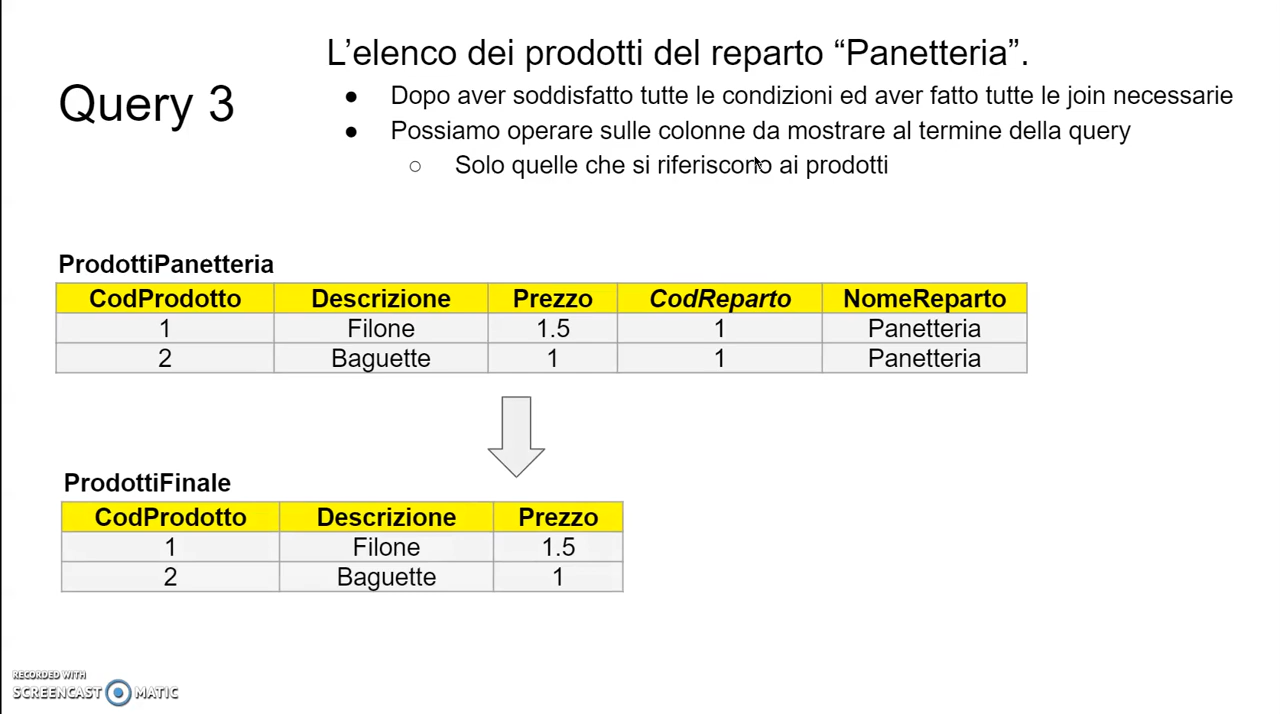 L’elenco dei prodotti del reparto “Panetteria”.
Query 3
● Dopo aver soddisfatto tutte le condizioni ed aver fatto tutte le join necessarie
● Possiamo operare sulle colonne da mostrare al termine della query
○ Solo quelle che si riferiscono ai prodotti
ProdottiPanetteria
CodProdotto Descrizione Prezzo CodReparto NomeReparto
1 Filone 1.5 1 Panetteria
2 Baguette 1 1 Panetteria
ProdottiFinale
CodProdotto Descrizione Prezzo
1 Filone 1.5
2 Baguette 1
RECORDED WITH
SCREENCAST MATIC